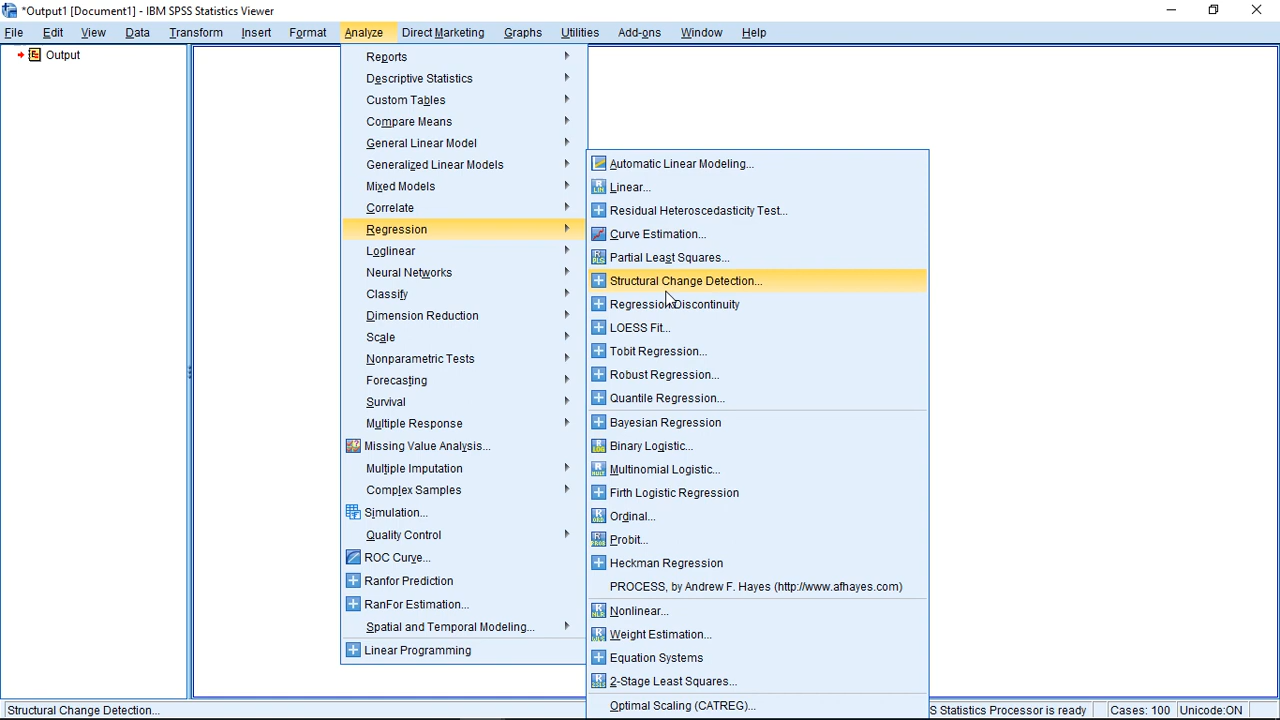 *Output1 [Document1] - IBM SPSS Statistics Viewer
File Edit View Data Transform Insert Format Analyze Direct Marketing Graphs Utilities Add-ons Window Help
Output
Reports
Descriptive Statistics
Custom Tables
Compare Means
General Linear Model
Generalized Linear Models
Mixed Models
Correlate
Regression
Loglinear
Neural Networks
Classify
Dimension Reduction
Scale
Nonparametric Tests
Forecasting
Survival
Multiple Response
Missing Value Analysis...
Multiple Imputation
Complex Samples
Simulation...
Quality Control
ROC Curve...
Ranfor Prediction
RanFor Estimation...
Spatial and Temporal Modeling...
Linear Programming
Automatic Linear Modeling...
Linear...
Residual Heteroscedasticity Test...
Curve Estimation...
Partial Least Squares...
Structural Change Detection...
Regression Discontinuity
LOESS Fit...
Tobit Regression...
Robust Regression...
Quantile Regression...
Bayesian Regression
Binary Logistic...
Multinomial Logistic...
Firth Logistic Regression
Ordinal...
Probit...
Heckman Regression
PROCESS, by Andrew F. Hayes (http://www.afhayes.com)
Nonlinear...
Weight Estimation...
Equation Systems
2-Stage Least Squares...
Optimal Scaling (CATREG)...
Structural Change Detection... S Statistics Processor is ready Cases: 100 Unicode:ON